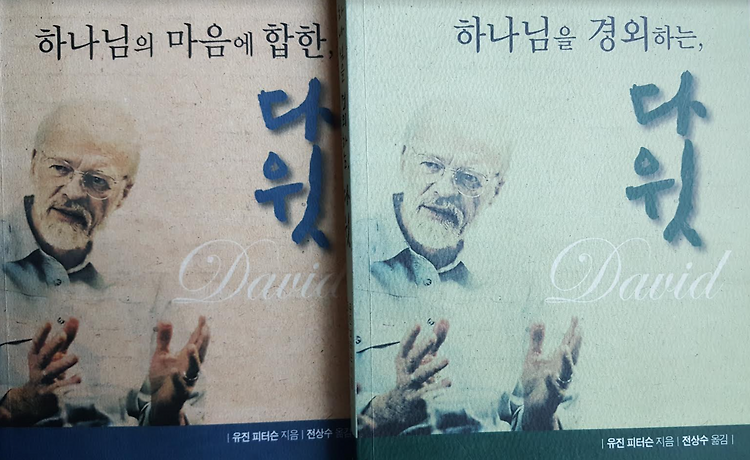 하나님의 마음에 합한,
다윗
David
| 유진 피터슨 지음 | 전상수 옮김
하나님을 경외하는,
다윗
David
| 유진 피터슨 지음 | 전상수 옮김 |